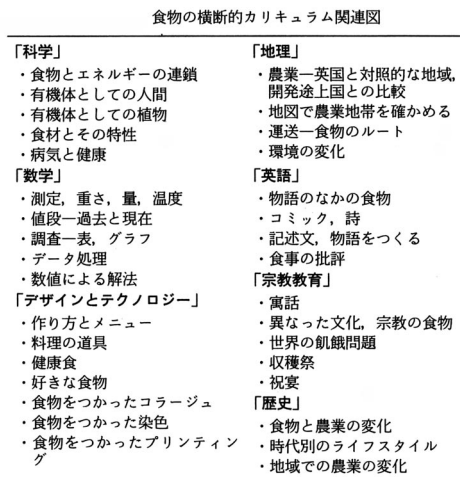 食物の横断的カリキュラム関連図
「科学」
・食物とエネルギーの連鎖
・有機体としての人間
・有機体としての植物
・食材とその特性
・病気と健康
「数学」
・測定，重さ，量，温度
・値段―過去と現在
・調査―表，グラフ
・データ処理
・数値による解法
「デザインとテクノロジー」
・作り方とメニュー
・料理の道具
・健康食
・好きな食物
・食物をつかったコラージュ
・食物をつかった染色
・食物をつかったプリンティン
グ
「地理」
・農業―英国と対照的な地域，
開発途上国との比較
・地図で農業地帯を確かめる
・運送―食物のルート
・環境の変化
「英語」
・物語のなかの食物
・コミック，詩
・記述文，物語をつくる
・食事の批評
「宗教教育」
・寓話
・異なった文化，宗教の食物
・世界の飢餓問題
・収穫祭
・祝宴
「歴史」
・食物と農業の変化
・時代別のライフスタイル
・地域での農業の変化